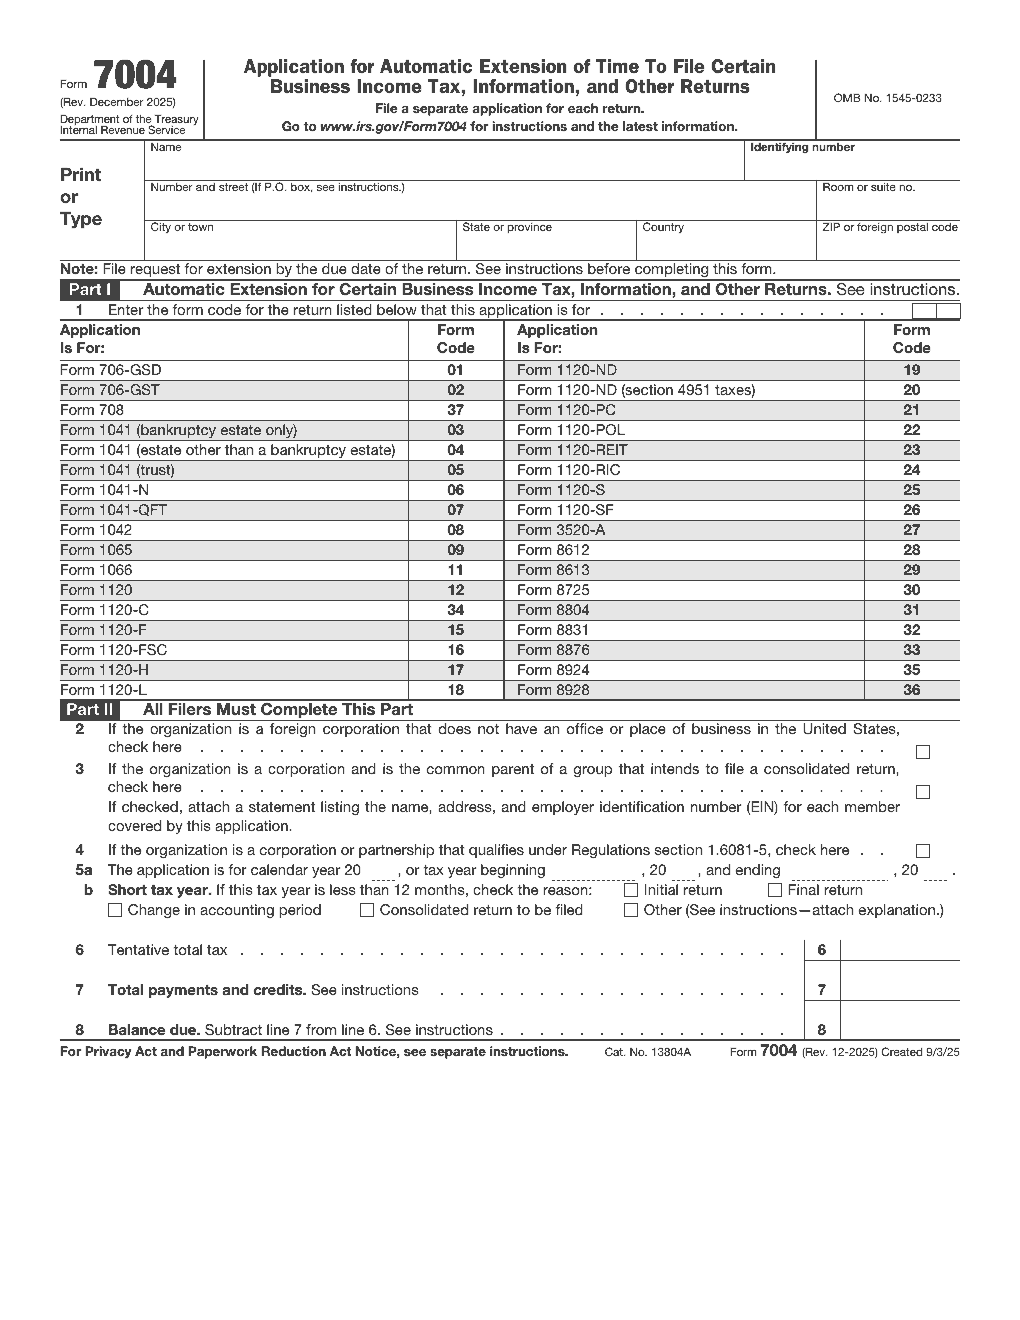 Form 7004
(Rev. December 2025)
Department of the Treasury
Internal Revenue Service
Application for Automatic Extension of Time To File Certain
Business Income Tax, Information, and Other Returns
File a separate application for each return.
Go to www.irs.gov/Form7004 for instructions and the latest information.
OMB No. 1545-0233
Print
or
Type
Name
Identifying number
Number and street (If P.O. box, see instructions.)
Room or suite no.
City or town
State or province
Country
ZIP or foreign postal code
Note: File request for extension by the due date of the return. See instructions before completing this form.
Part I Automatic Extension for Certain Business Income Tax, Information, and Other Returns. See instructions.
1 Enter the form code for the return listed below that this application is for . . . . . . . . . . . . . . . .
Application Form Application Form
Is For: Code Is For: Code
Form 706-GSD 01 Form 1120-ND 19
Form 706-GST 02 Form 1120-ND (section 4951 taxes) 20
Form 708 37 Form 1120-PC 21
Form 1041 (bankruptcy estate only) 03 Form 1120-POL 22
Form 1041 (estate other than a bankruptcy estate) 04 Form 1120-REIT 23
Form 1041 (trust) 05 Form 1120-RIC 24
Form 1041-N 06 Form 1120-S 25
Form 1041-QFT 07 Form 1120-SF 26
Form 1042 08 Form 3520-A 27
Form 1065 09 Form 8612 28
Form 1066 11 Form 8613 29
Form 1120 12 Form 8725 30
Form 1120-C 34 Form 8804 31
Form 1120-F 15 Form 8831 32
Form 1120-FSC 16 Form 8876 33
Form 1120-H 17 Form 8924 35
Form 1120-L 18 Form 8928 36
Part II All Filers Must Complete This Part
2 If the organization is a foreign corporation that does not have an office or place of business in the United States,
check here . . . . . . . . . . . . . . . . . . . . . . . . . . . . . . . . . . . . .
3 If the organization is a corporation and is the common parent of a group that intends to file a consolidated return,
check here . . . . . . . . . . . . . . . . . . . . . . . . . . . . . . . . . . . . .
If checked, attach a statement listing the name, address, and employer identification number (EIN) for each member
covered by this application.
4 If the organization is a corporation or partnership that qualifies under Regulations section 1.6081-5, check here . .
5a The application is for calendar year 20 , or tax year beginning , 20 , and ending , 20 .
b Short tax year. If this tax year is less than 12 months, check the reason: Initial return Final return
Change in accounting period Consolidated return to be filed Other (See instructions—attach explanation.)
6 Tentative total tax . . . . . . . . . . . . . . . . . . . . . . . . . . . . . . 6
7 Total payments and credits. See instructions . . . . . . . . . . . . . . . . . . . 7
8 Balance due. Subtract line 7 from line 6. See instructions . . . . . . . . . . . . . . . . 8
For Privacy Act and Paperwork Reduction Act Notice, see separate instructions. Cat. No. 13804A Form 7004 (Rev. 12-2025) Created 9/3/25